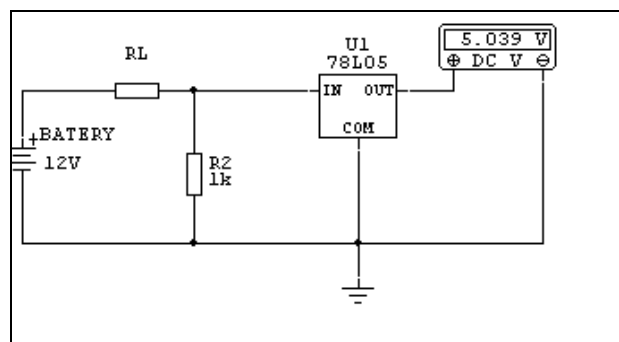 RL
U1
78L05
5.039 V
DC V
IN OUT
COM
+BATERY
12V
R2
1k